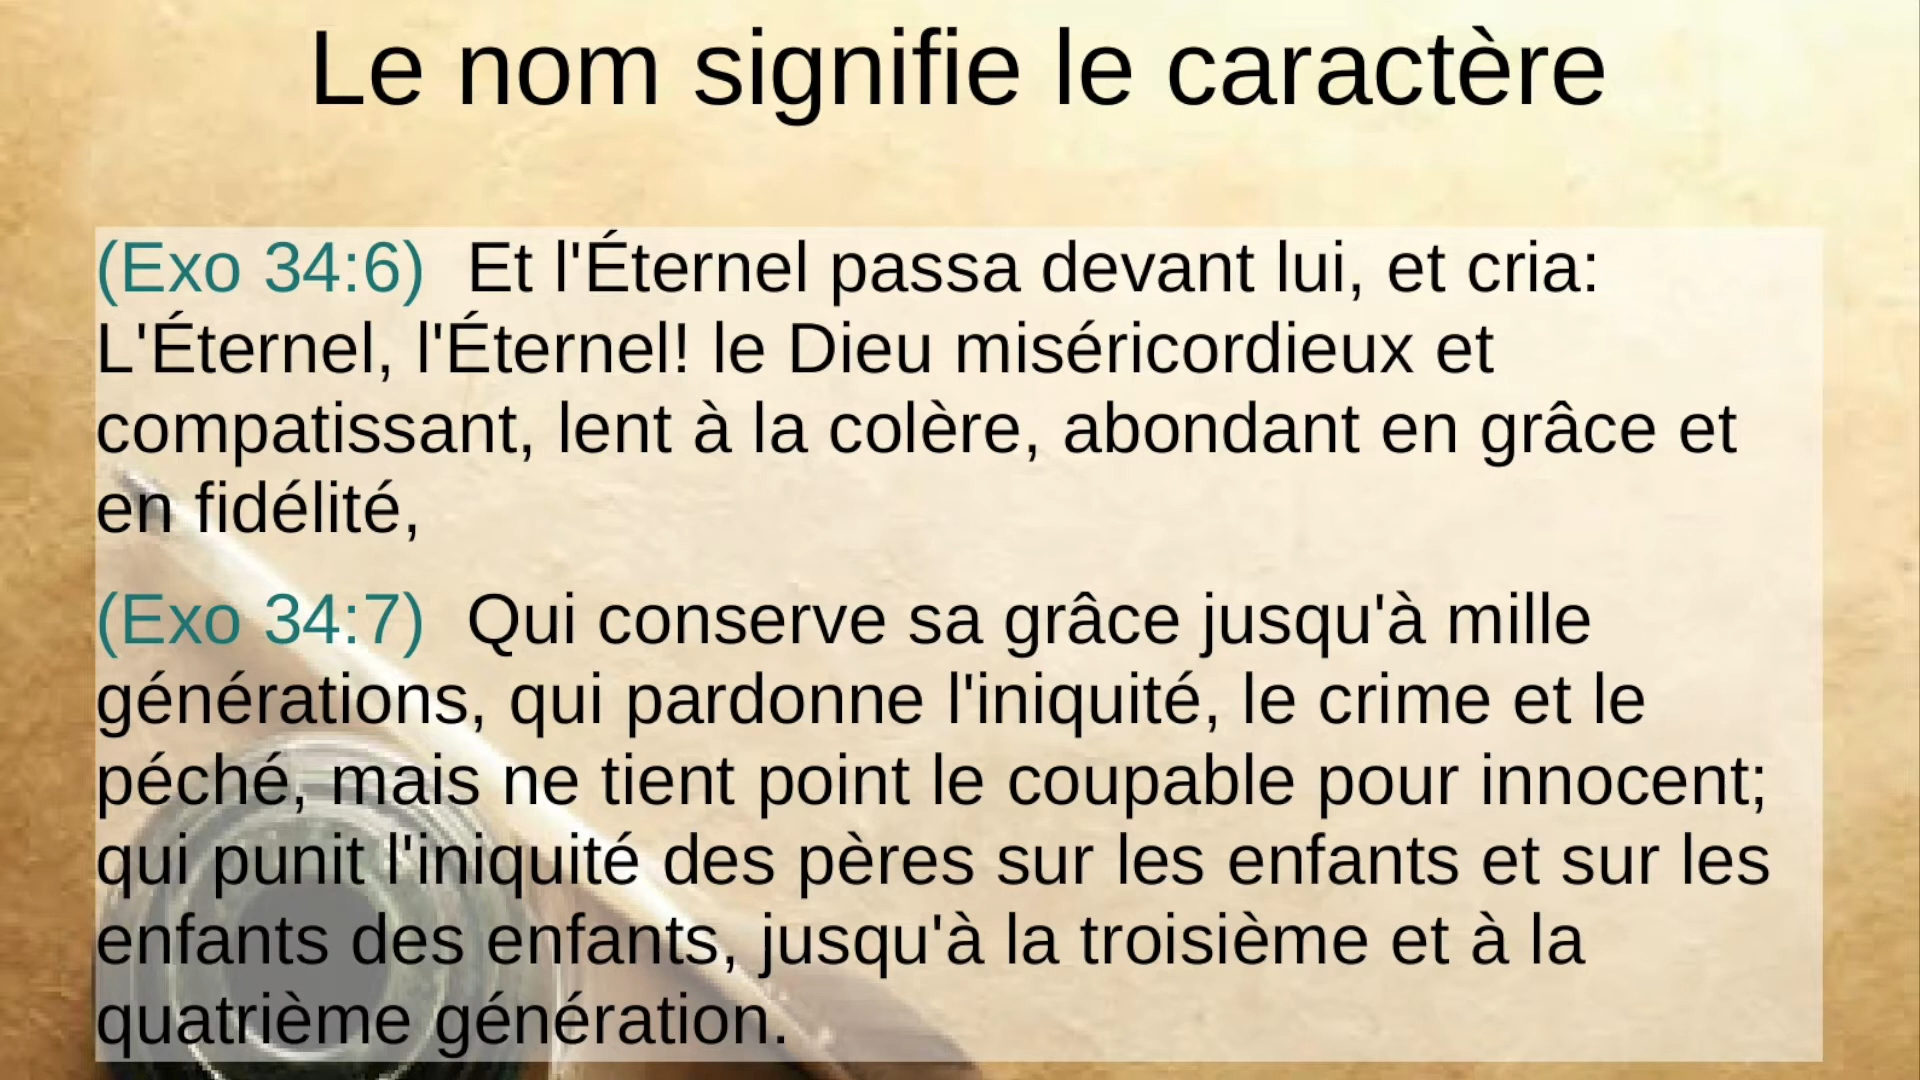 Le nom signifie le caractère
(Exo 34:6)  Et l'Éternel passa devant lui, et cria:
L'Éternel, l'Éternel! le Dieu miséricordieux et
compatissant, lent à la colère, abondant en grâce et
en fidélité,
(Exo 34:7)  Qui conserve sa grâce jusqu'à mille
générations, qui pardonne l'iniquité, le crime et le
péché, mais ne tient point le coupable pour innocent;
qui punit l'iniquité des pères sur les enfants et sur les
enfants des enfants, jusqu'à la troisième et à la
quatrième génération.